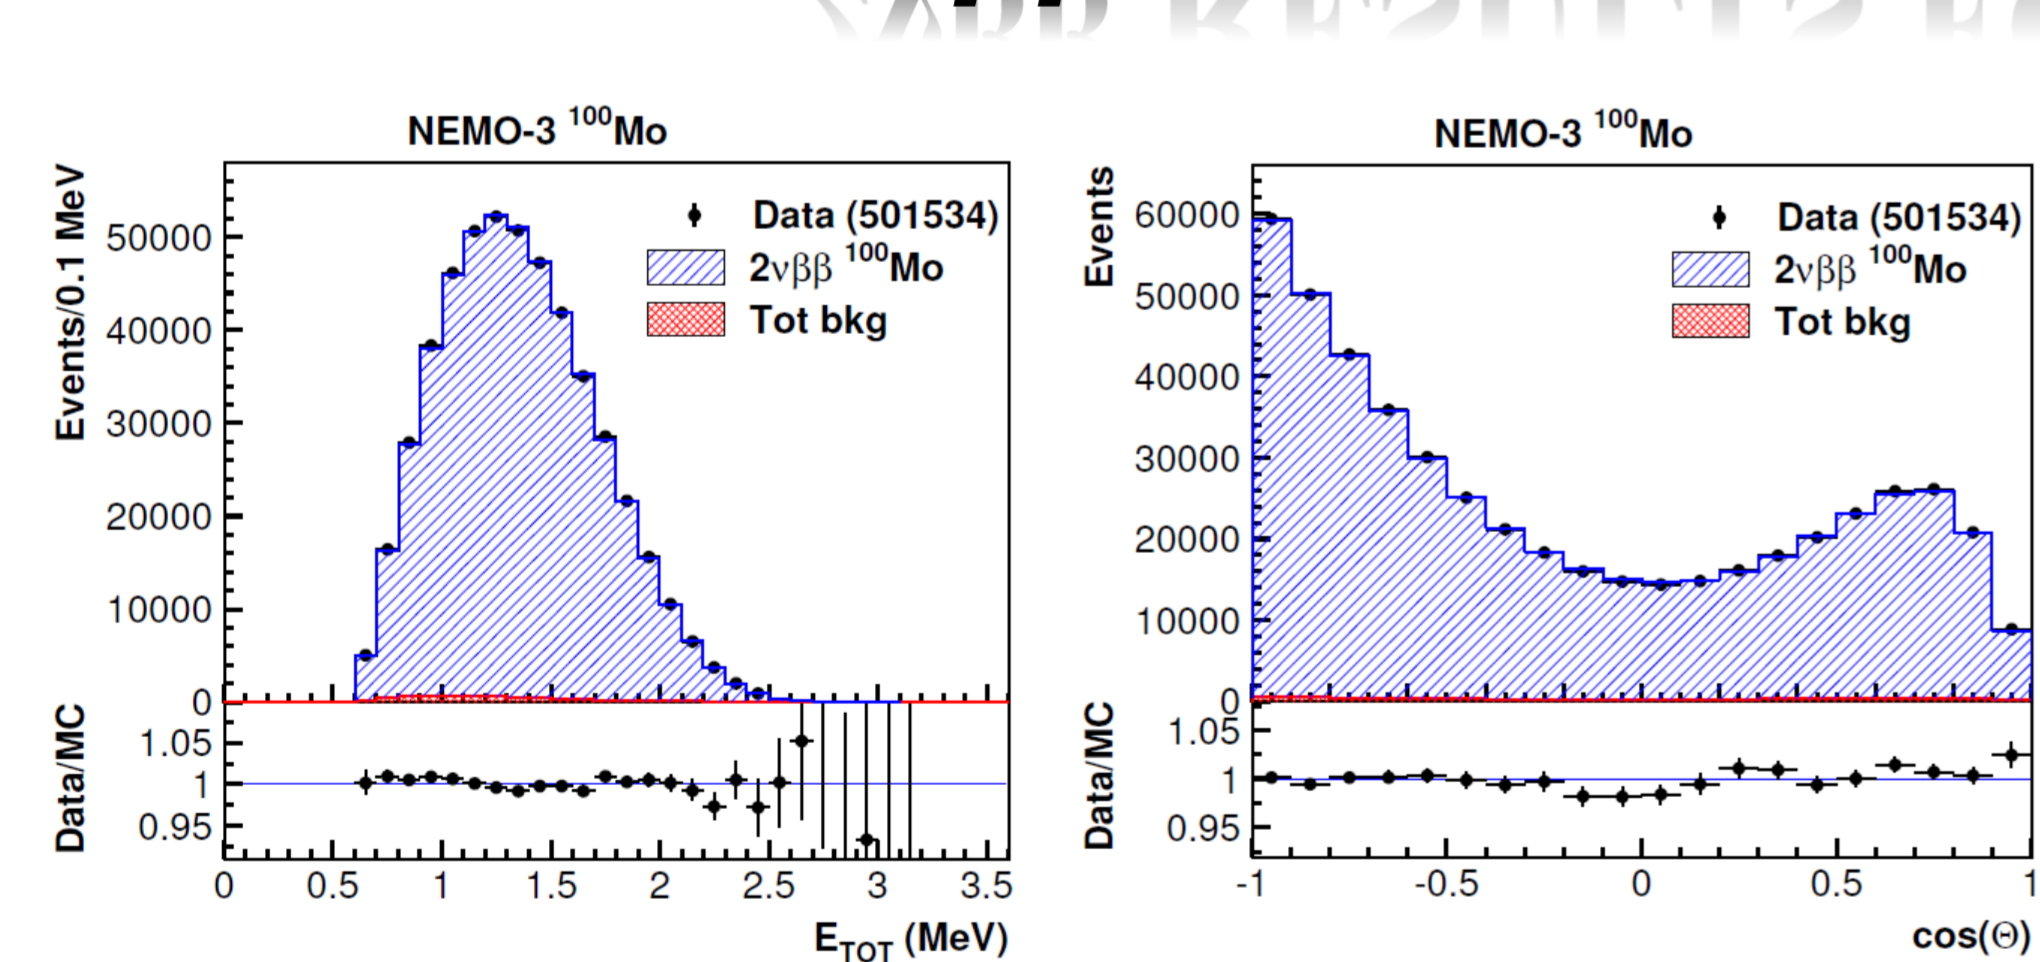 NEMO-3 ¹⁰⁰Mo
Events/0.1 MeV
50000
40000
30000
20000
10000
0
Data (501534)
2νββ ¹⁰⁰Mo
Tot bkg
Data/MC
1.05
1
0.95
0 0.5 1 1.5 2 2.5 3 3.5
E_TOT (MeV)
NEMO-3 ¹⁰⁰Mo
Events
60000
50000
40000
30000
20000
10000
0
Data (501534)
2νββ ¹⁰⁰Mo
Tot bkg
Data/MC
1.05
1
0.95
-1 -0.5 0 0.5 1
cos(Θ)